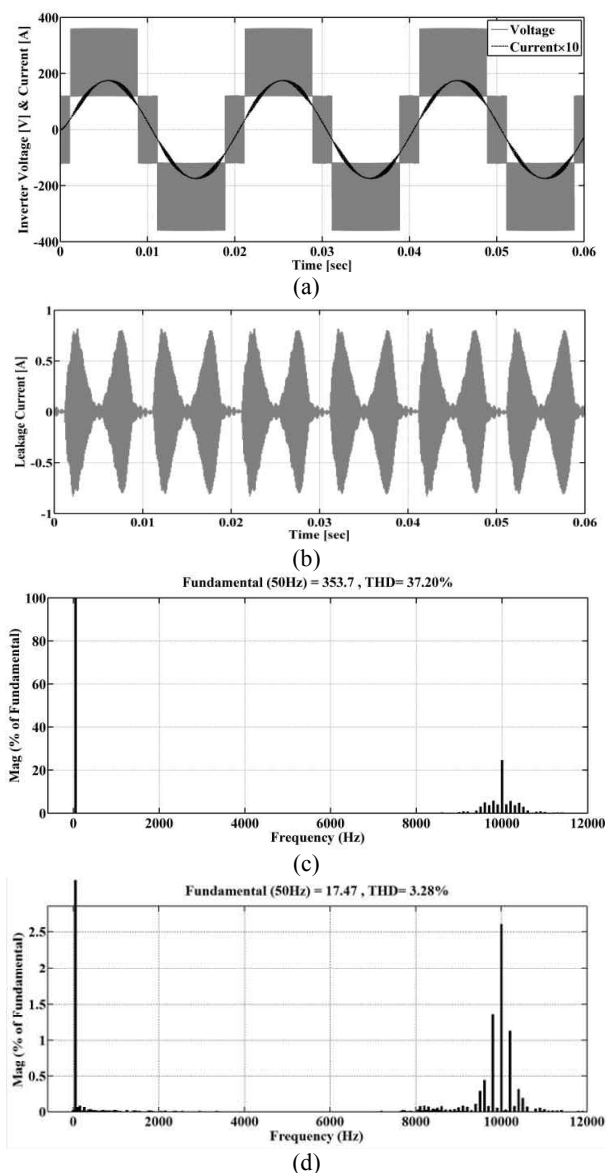 Voltage
Current×10
Inverter Voltage [V] & Current [A]
400
200
0
-200
-400
0 0.01 0.02 0.03 0.04 0.05 0.06
Time [sec]
(a)
Leakage Current [A]
1
0.5
0
-0.5
-1
0 0.01 0.02 0.03 0.04 0.05 0.06
Time [sec]
(b)
Fundamental (50Hz) = 353.7 , THD= 37.20%
Mag (% of Fundamental)
100
80
60
40
20
0
0 2000 4000 6000 8000 10000 12000
Frequency (Hz)
(c)
Fundamental (50Hz) = 17.47 , THD= 3.28%
Mag (% of Fundamental)
2.5
2
1.5
1
0.5
0
0 2000 4000 6000 8000 10000 12000
Frequency (Hz)
(d)